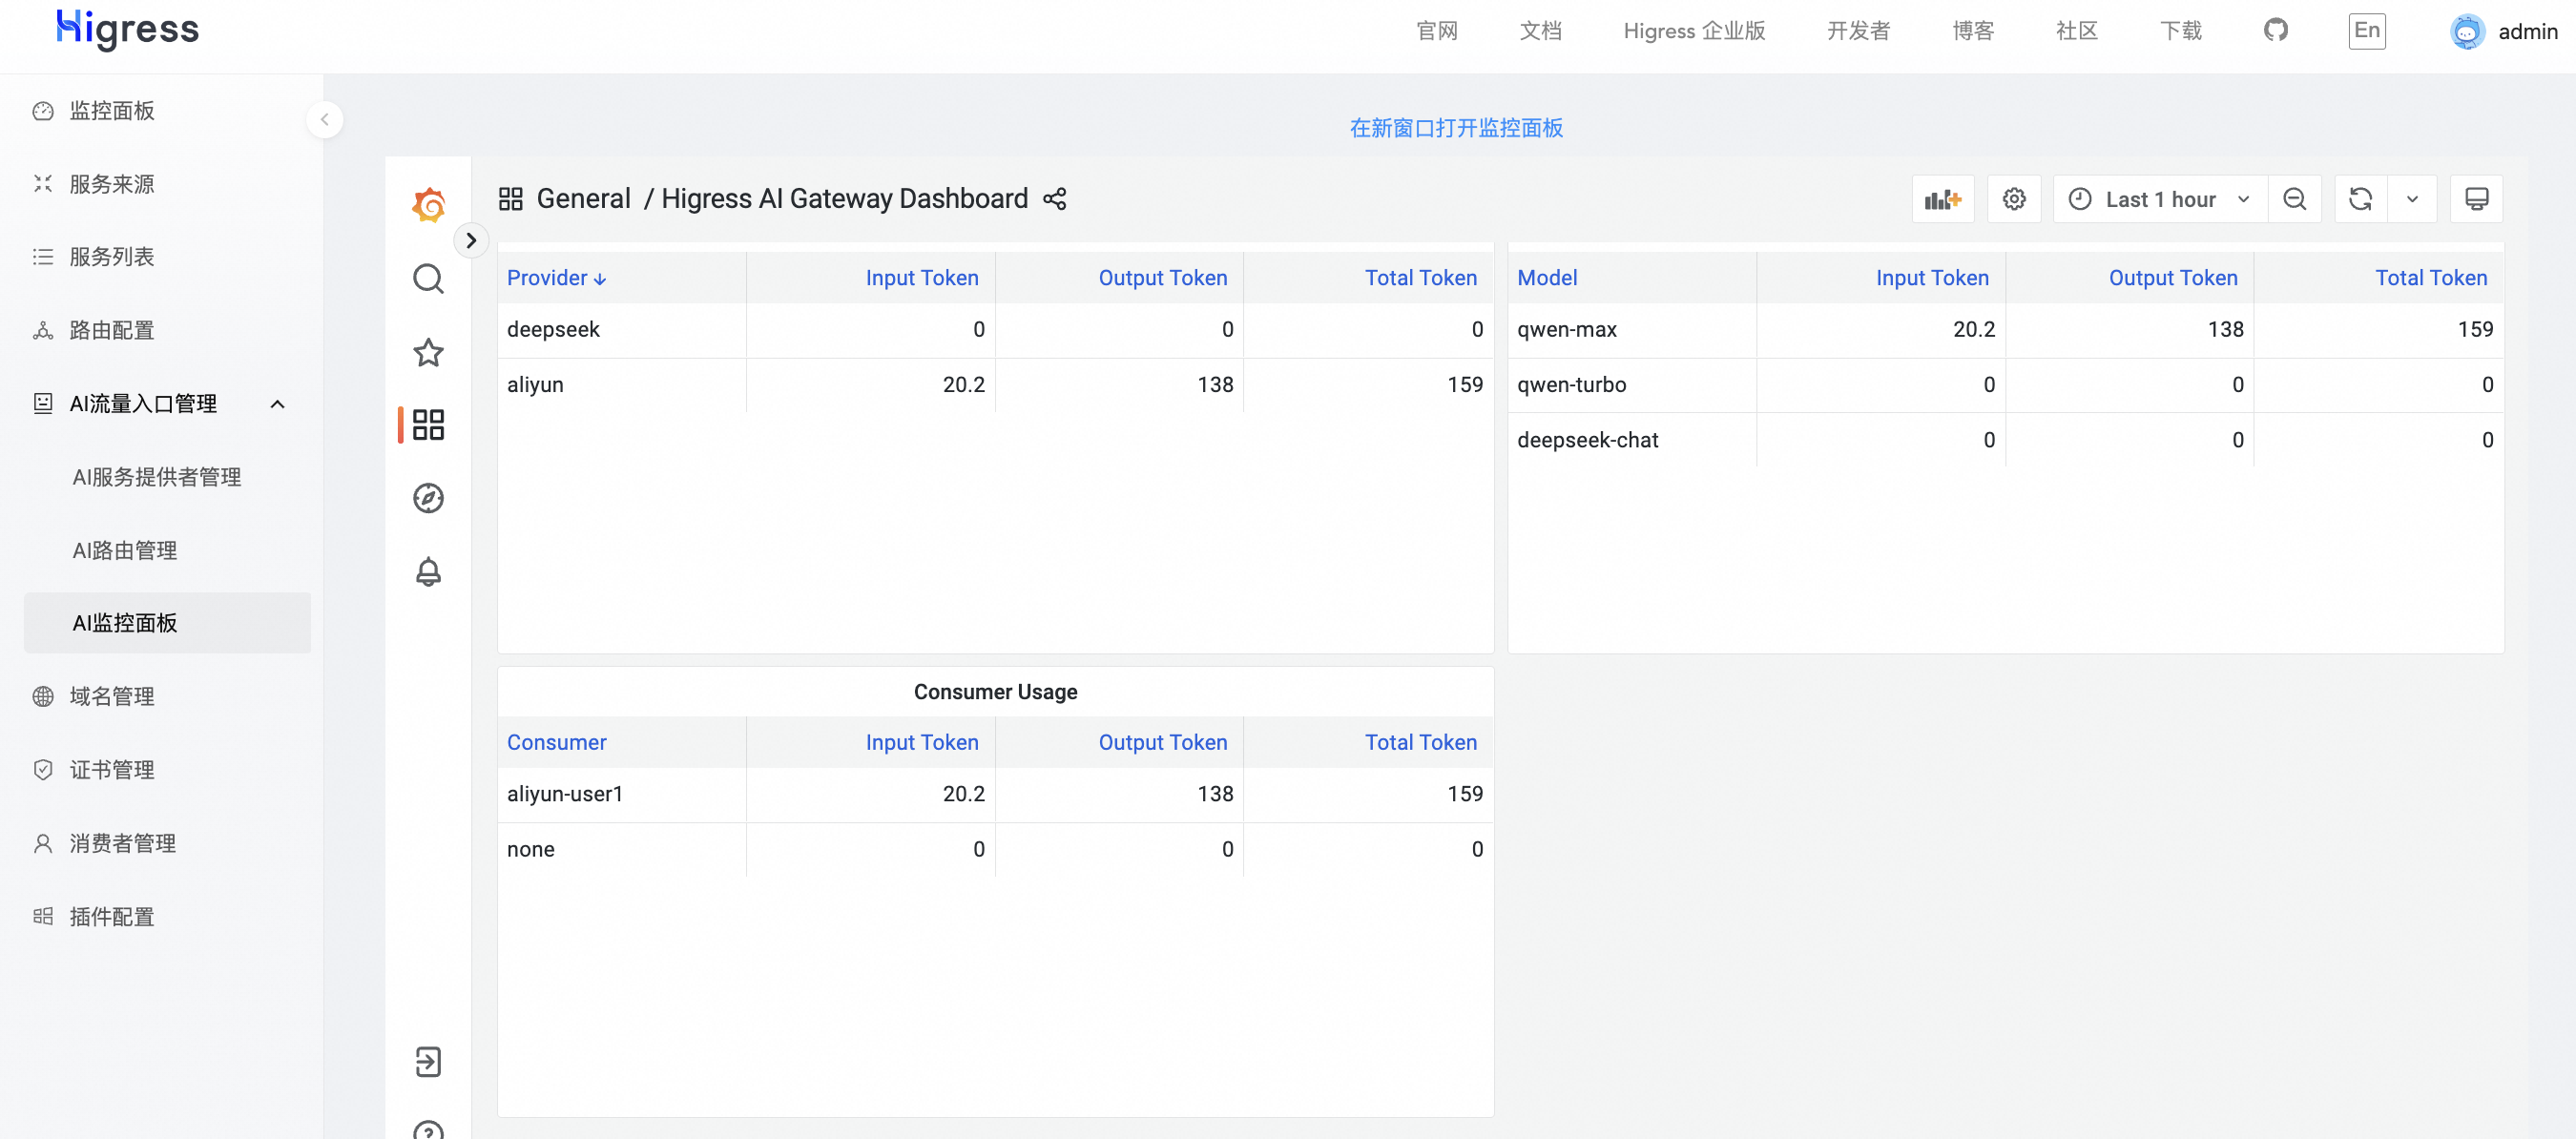 Higress
官网 文档 Higress 企业版 开发者 博客 社区 下载 En admin
监控面板
服务来源
服务列表
路由配置
AI流量入口管理
AI服务提供者管理
AI路由管理
AI监控面板
域名管理
证书管理
消费者管理
插件配置
在新窗口打开监控面板
General / Higress AI Gateway Dashboard
Last 1 hour
Provider Input Token Output Token Total Token
deepseek 0 0 0
aliyun 20.2 138 159
Model Input Token Output Token Total Token
qwen-max 20.2 138 159
qwen-turbo 0 0 0
deepseek-chat 0 0 0
Consumer Usage
Consumer Input Token Output Token Total Token
aliyun-user1 20.2 138 159
none 0 0 0